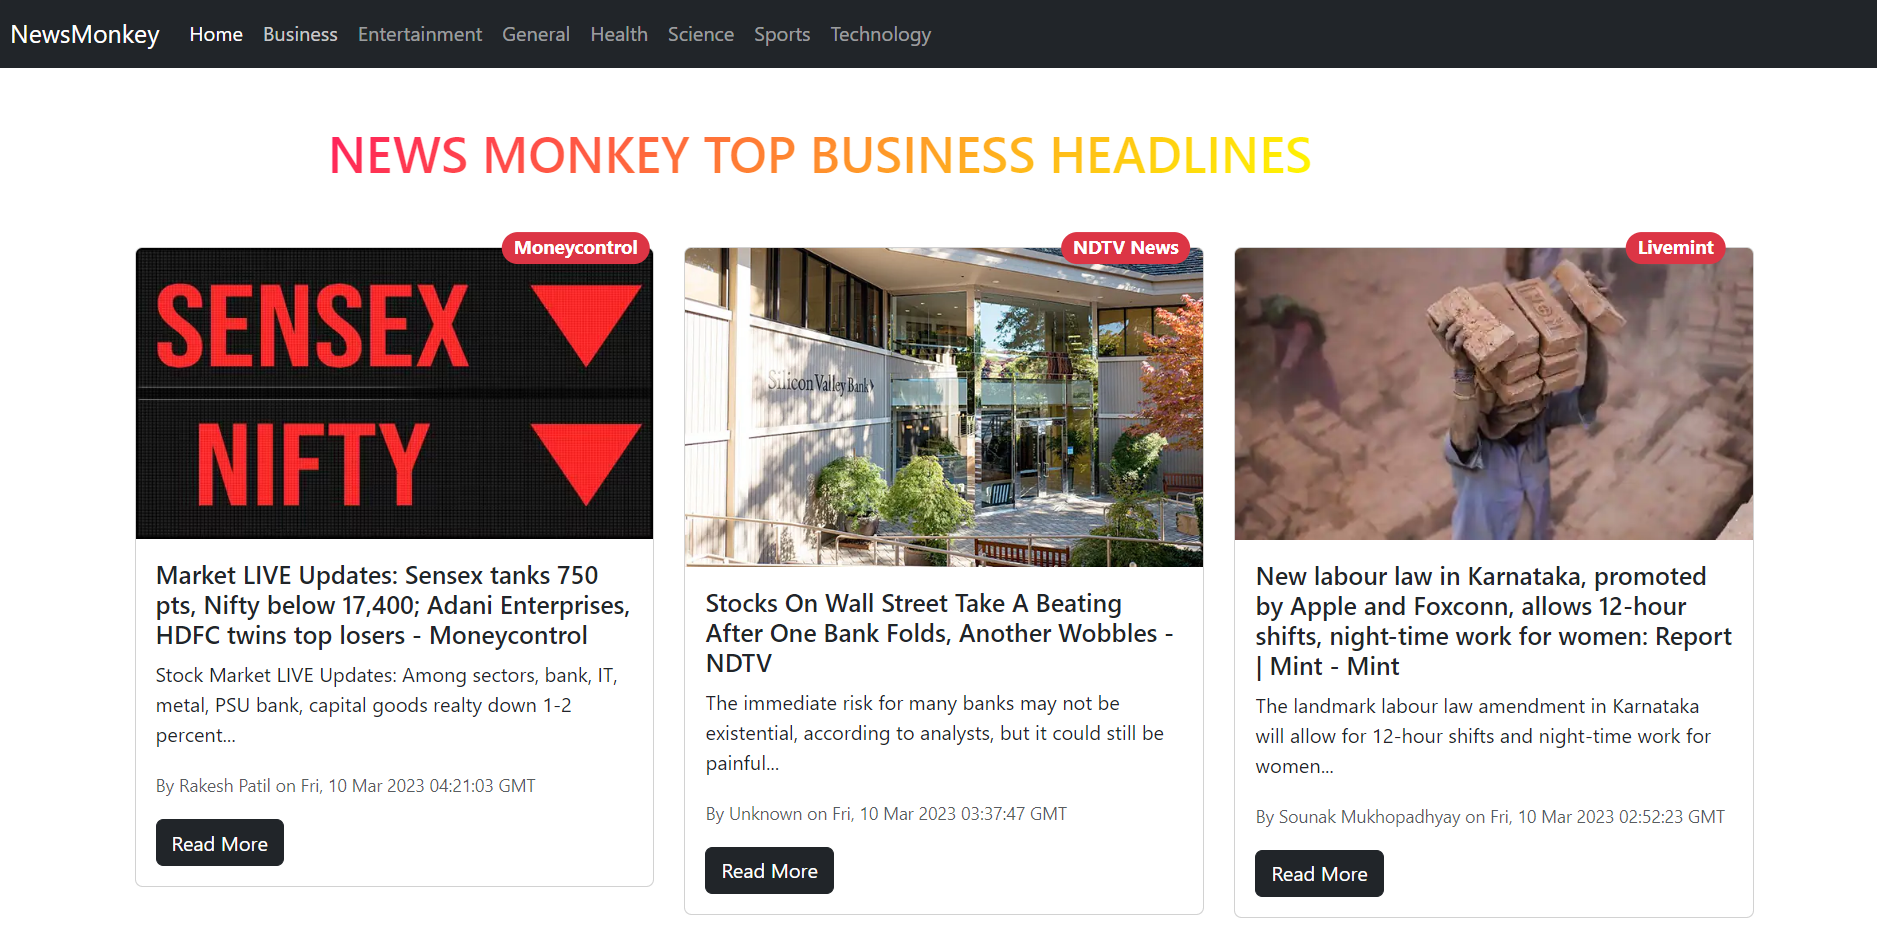 NewsMonkey Home Business Entertainment General Health Science Sports Technology
NEWS MONKEY TOP BUSINESS HEADLINES
Moneycontrol
SENSEX
NIFTY
Market LIVE Updates: Sensex tanks 750
pts, Nifty below 17,400; Adani Enterprises,
HDFC twins top losers - Moneycontrol
Stock Market LIVE Updates: Among sectors, bank, IT,
metal, PSU bank, capital goods realty down 1-2
percent...
By Rakesh Patil on Fri, 10 Mar 2023 04:21:03 GMT
Read More
NDTV News
Silicon Valley Bank
Stocks On Wall Street Take A Beating
After One Bank Folds, Another Wobbles -
NDTV
The immediate risk for many banks may not be
existential, according to analysts, but it could still be
painful...
By Unknown on Fri, 10 Mar 2023 03:37:47 GMT
Read More
Livemint
New labour law in Karnataka, promoted
by Apple and Foxconn, allows 12-hour
shifts, night-time work for women: Report
| Mint - Mint
The landmark labour law amendment in Karnataka
will allow for 12-hour shifts and night-time work for
women...
By Sounak Mukhopadhyay on Fri, 10 Mar 2023 02:52:23 GMT
Read More